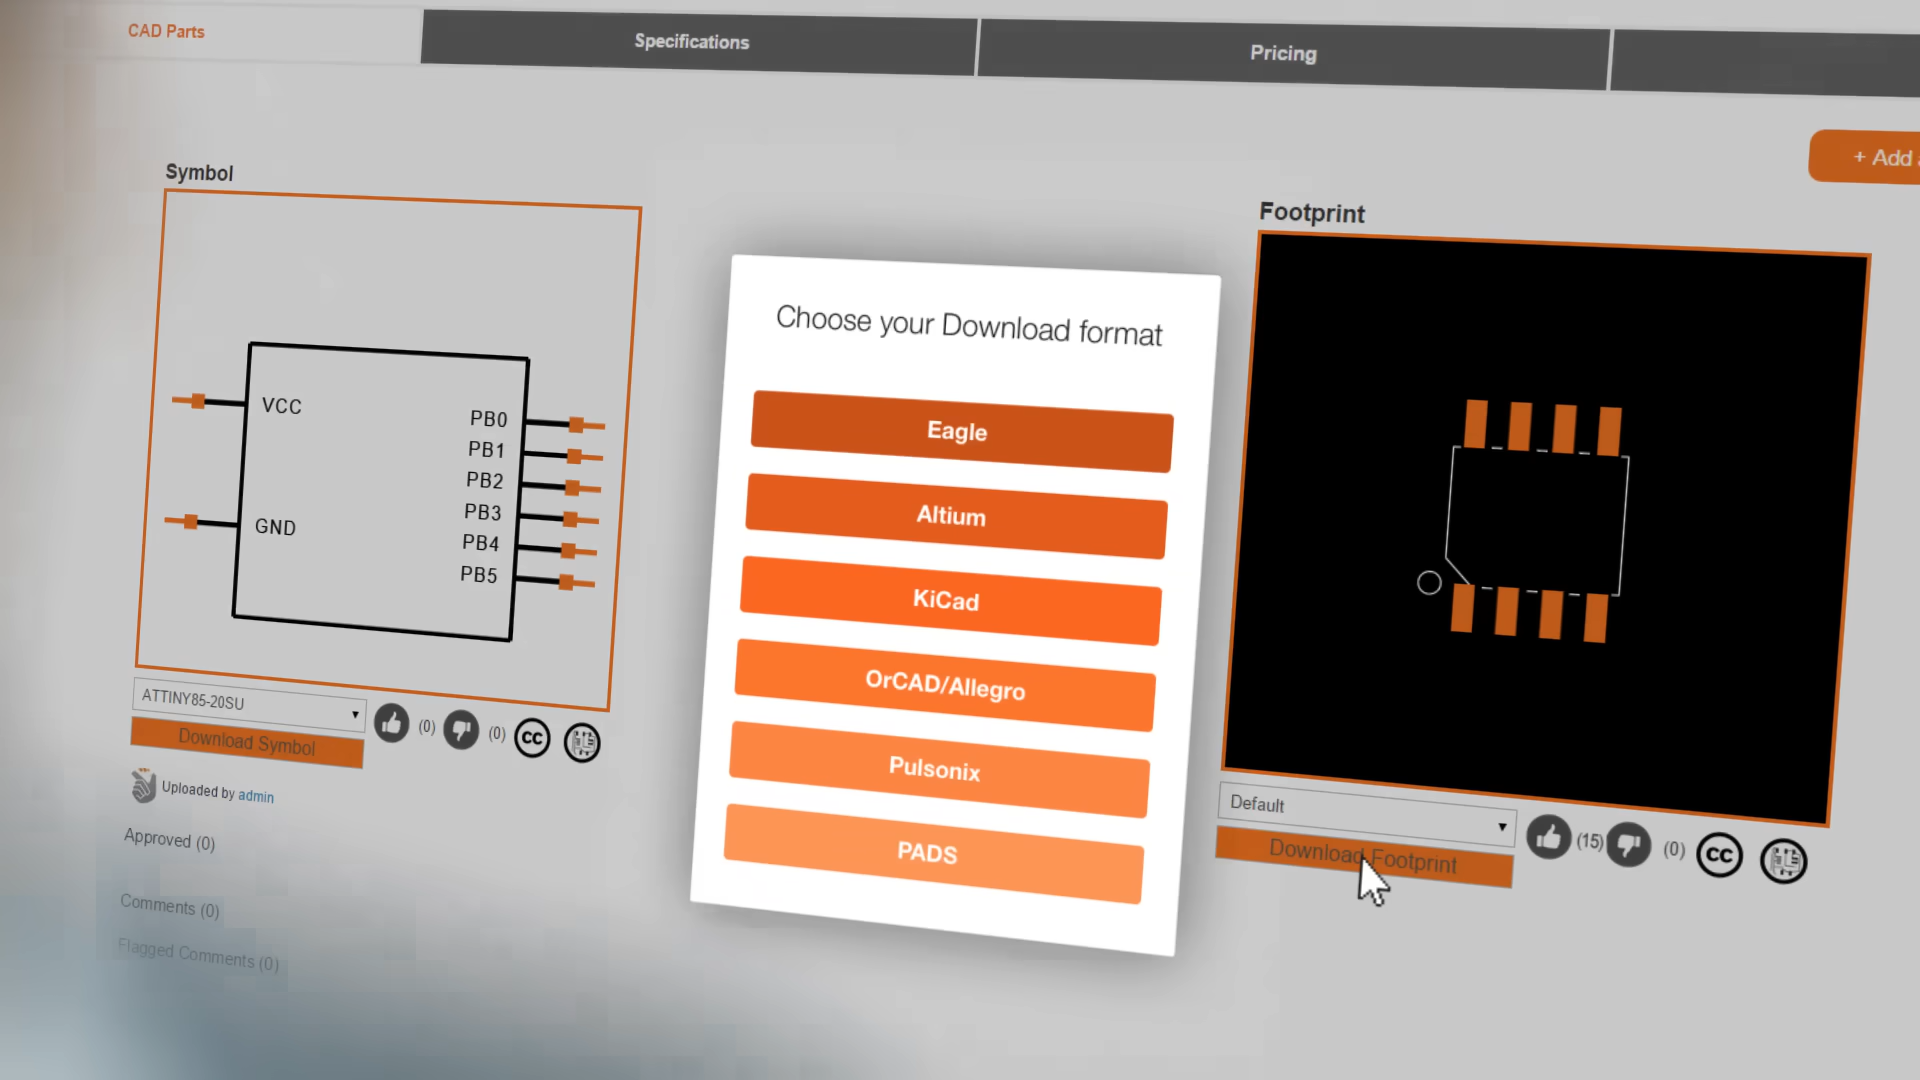 CAD Parts
Specifications
Pricing
+ Add
Symbol
VCC
GND
PB0
PB1
PB2
PB3
PB4
PB5
ATTINY85-20SU
(0)
(0)
CC
Download Symbol
Uploaded by admin
Approved (0)
Comments (0)
Flagged Comments (0)
Choose your Download format
Eagle
Altium
KiCad
OrCAD/Allegro
Pulsonix
PADS
Footprint
Default
(15)
(0)
CC
Download Footprint